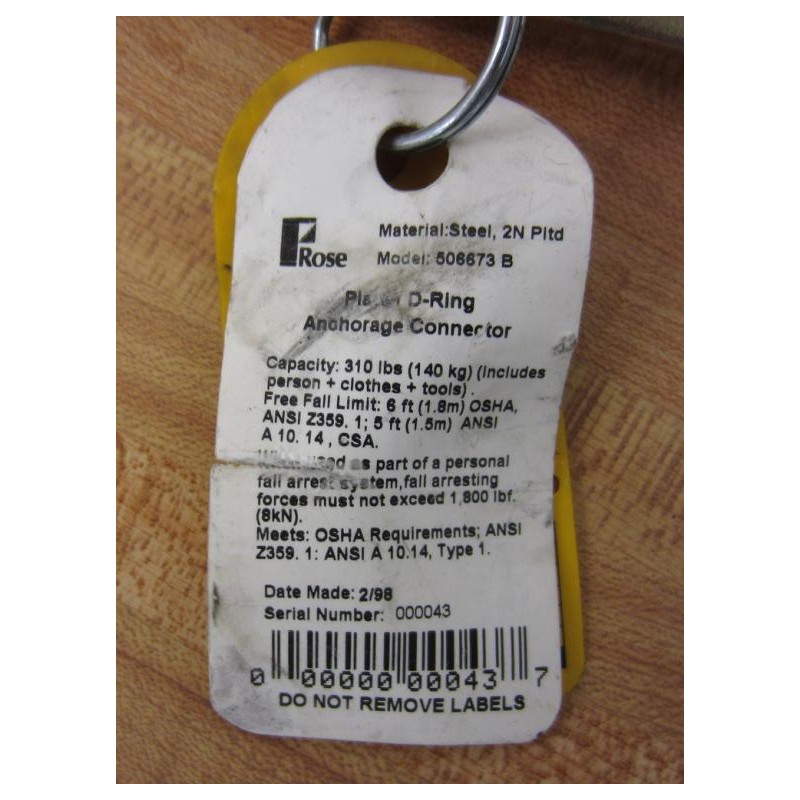 Material:Steel, 2N Pltd
Rose
Model: 506673 B
D-Ring
Anchorage Connector
Capacity: 310 lbs (140 kg) (includes
person + clothes + tools) .
Free Fall Limit: 6 ft (1.8m) OSHA,
ANSI Z359. 1; 5 ft (1.5m) ANSI
A 10. 14 , CSA.
When used as part of a personal
fall arrest system,fall arresting
forces must not exceed 1,800 lbf.
(8kN).
Meets: OSHA Requirements; ANSI
Z359. 1: ANSI A 10.14, Type 1.
Date Made: 2/98
Serial Number: 000043
0 00000 00043 7
DO NOT REMOVE LABELS